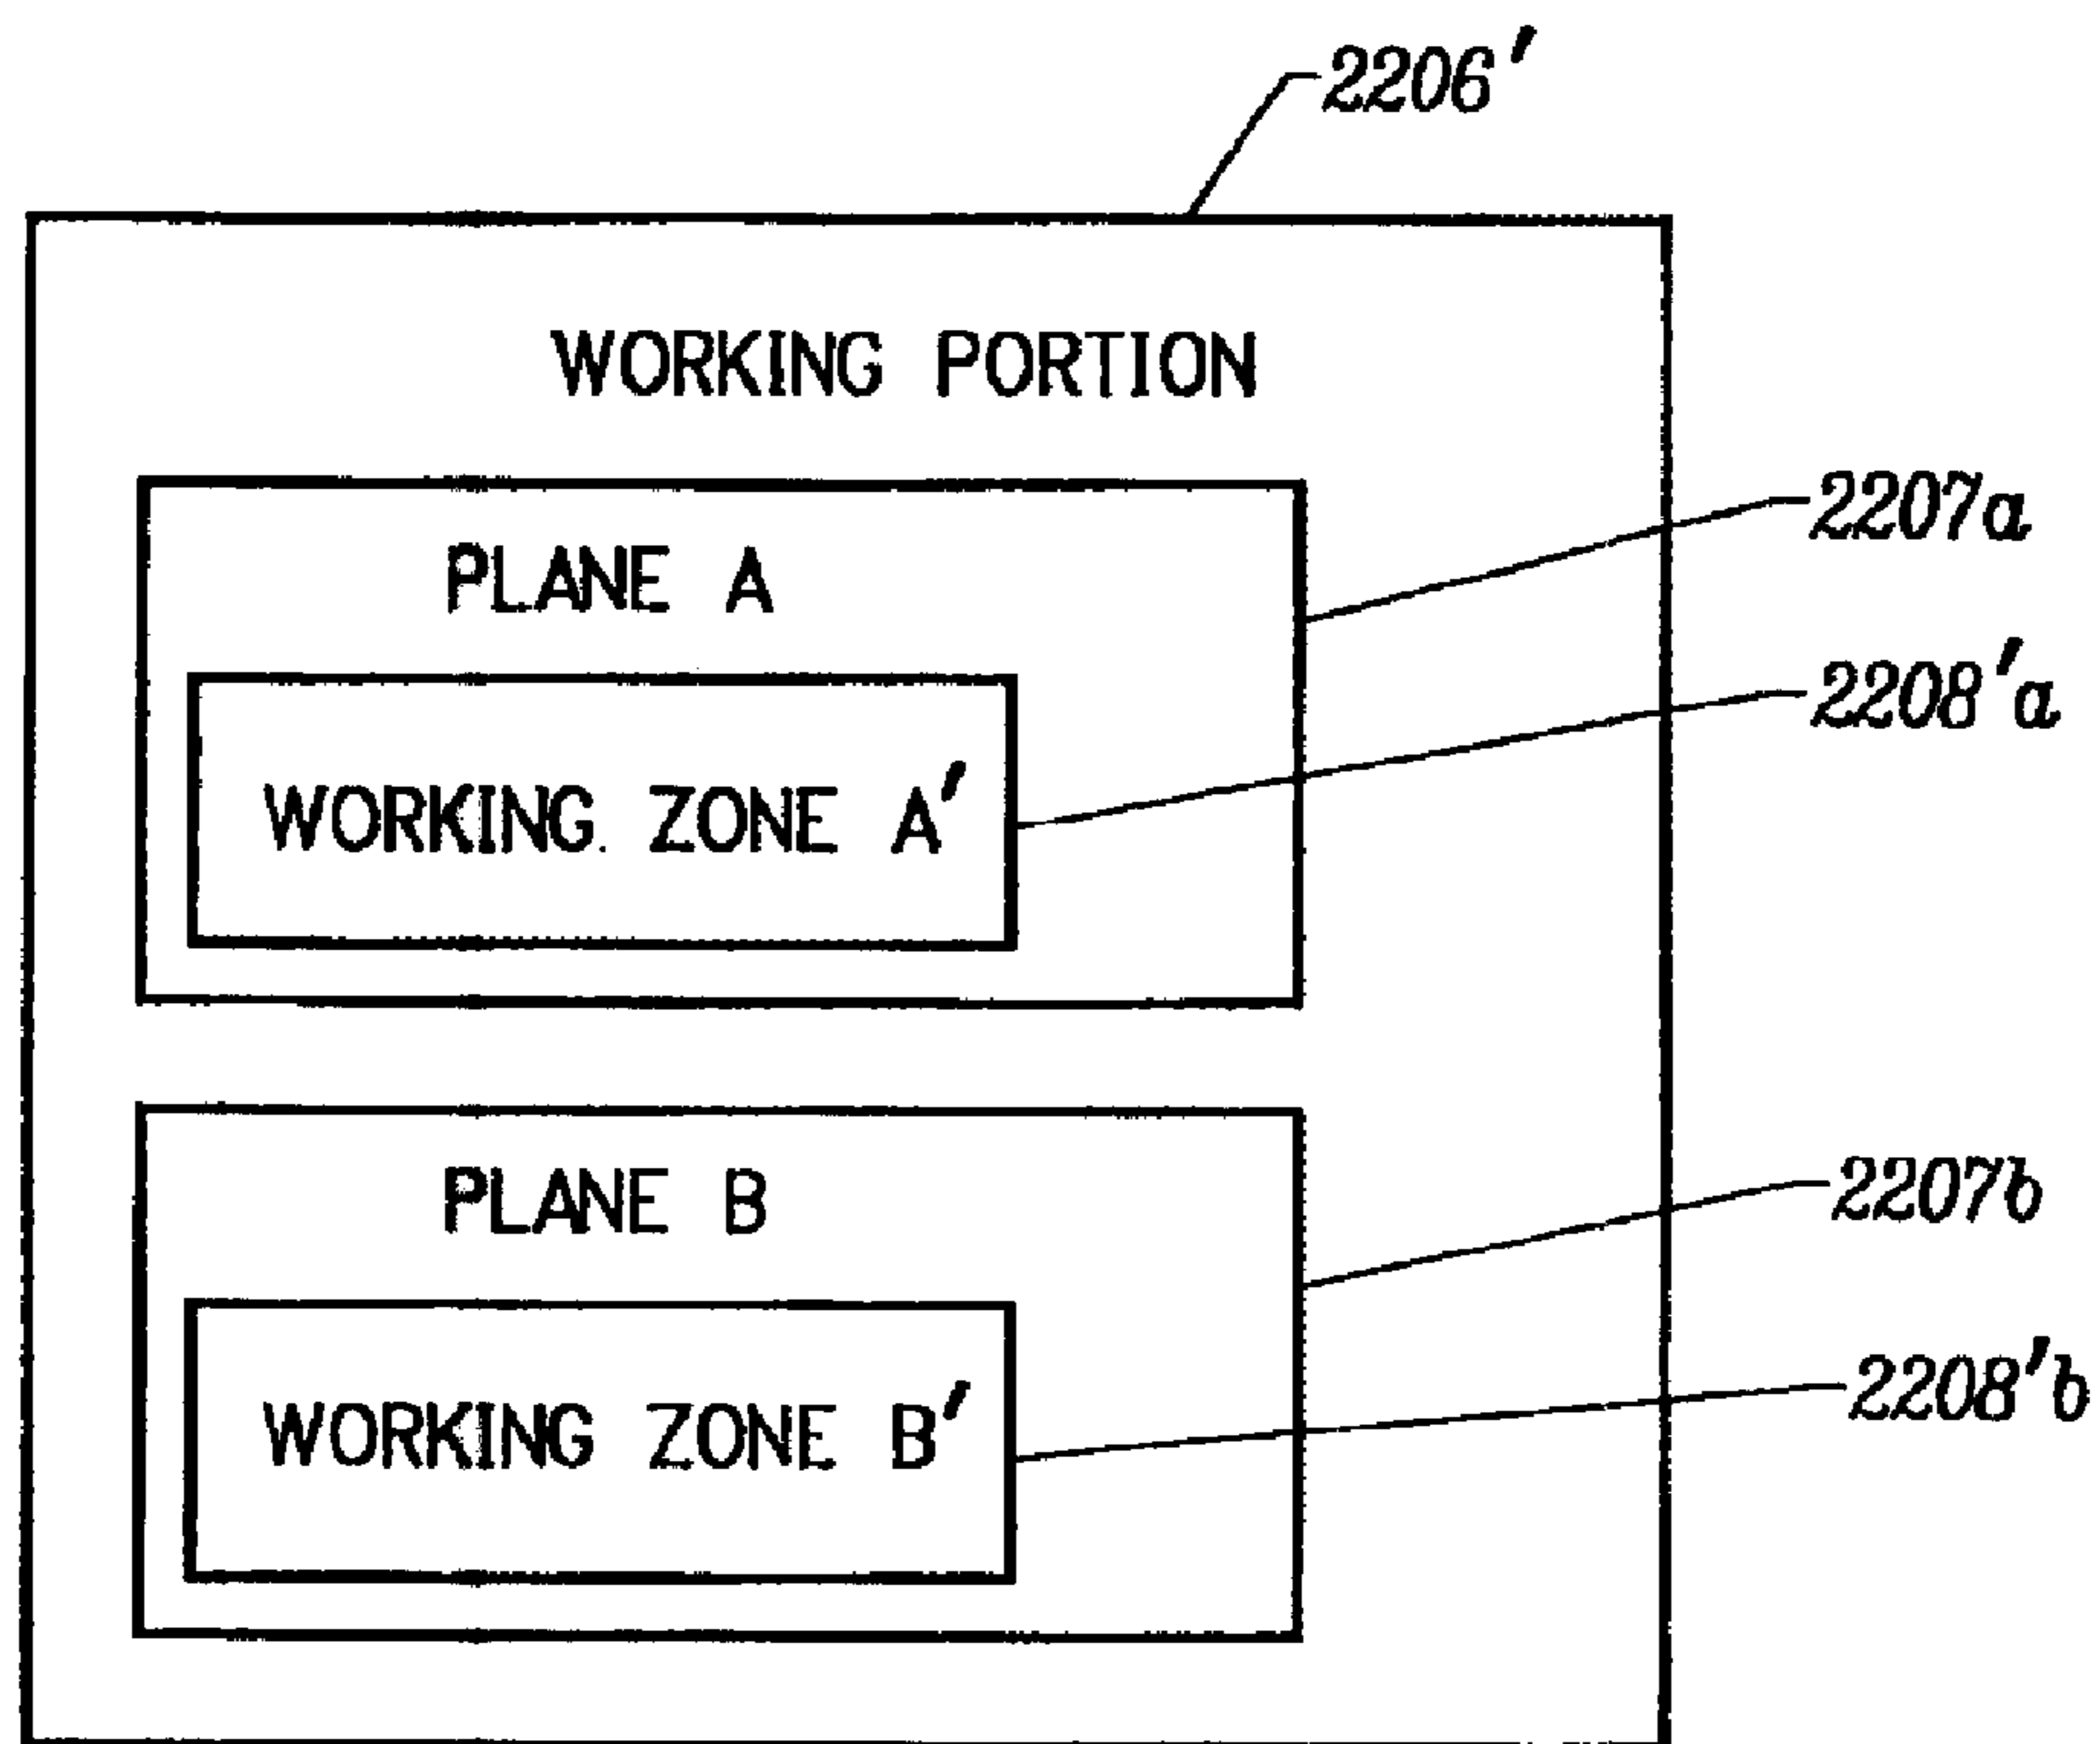 2206'
WORKING PORTION
2207a
PLANE A
2208'a
WORKING. ZONE A'
2207b
PLANE B
2208'b
WORKING ZONE B'